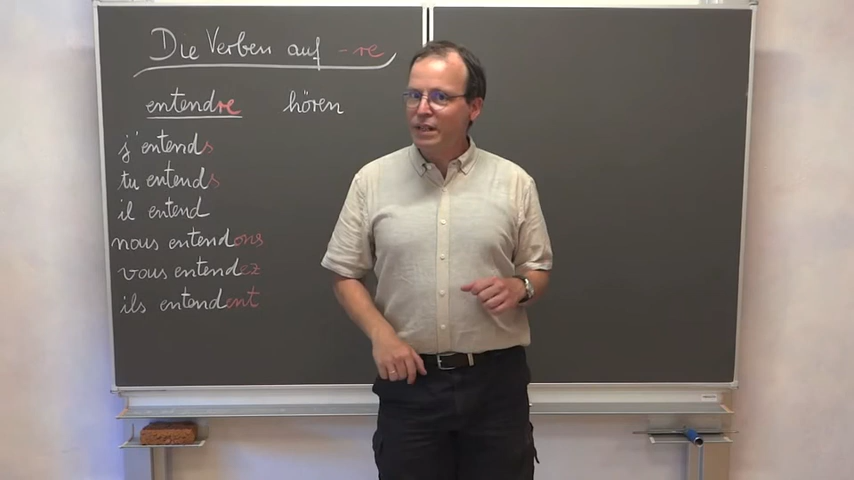 Die Verben auf -re
entendre hören
j'entends
tu entends
il entend
nous entendons
vous entendez
ils entendent